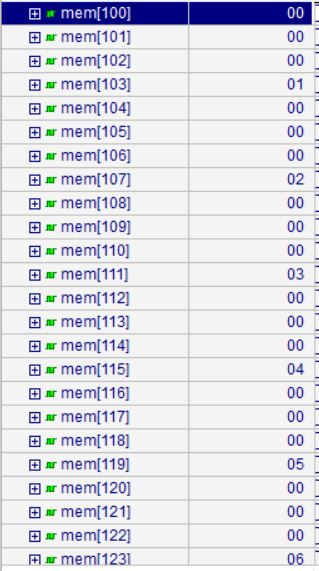 mem[100] 00
mem[101] 00
mem[102] 00
mem[103] 01
mem[104] 00
mem[105] 00
mem[106] 00
mem[107] 02
mem[108] 00
mem[109] 00
mem[110] 00
mem[111] 03
mem[112] 00
mem[113] 00
mem[114] 00
mem[115] 04
mem[116] 00
mem[117] 00
mem[118] 00
mem[119] 05
mem[120] 00
mem[121] 00
mem[122] 00
mem[123] 06